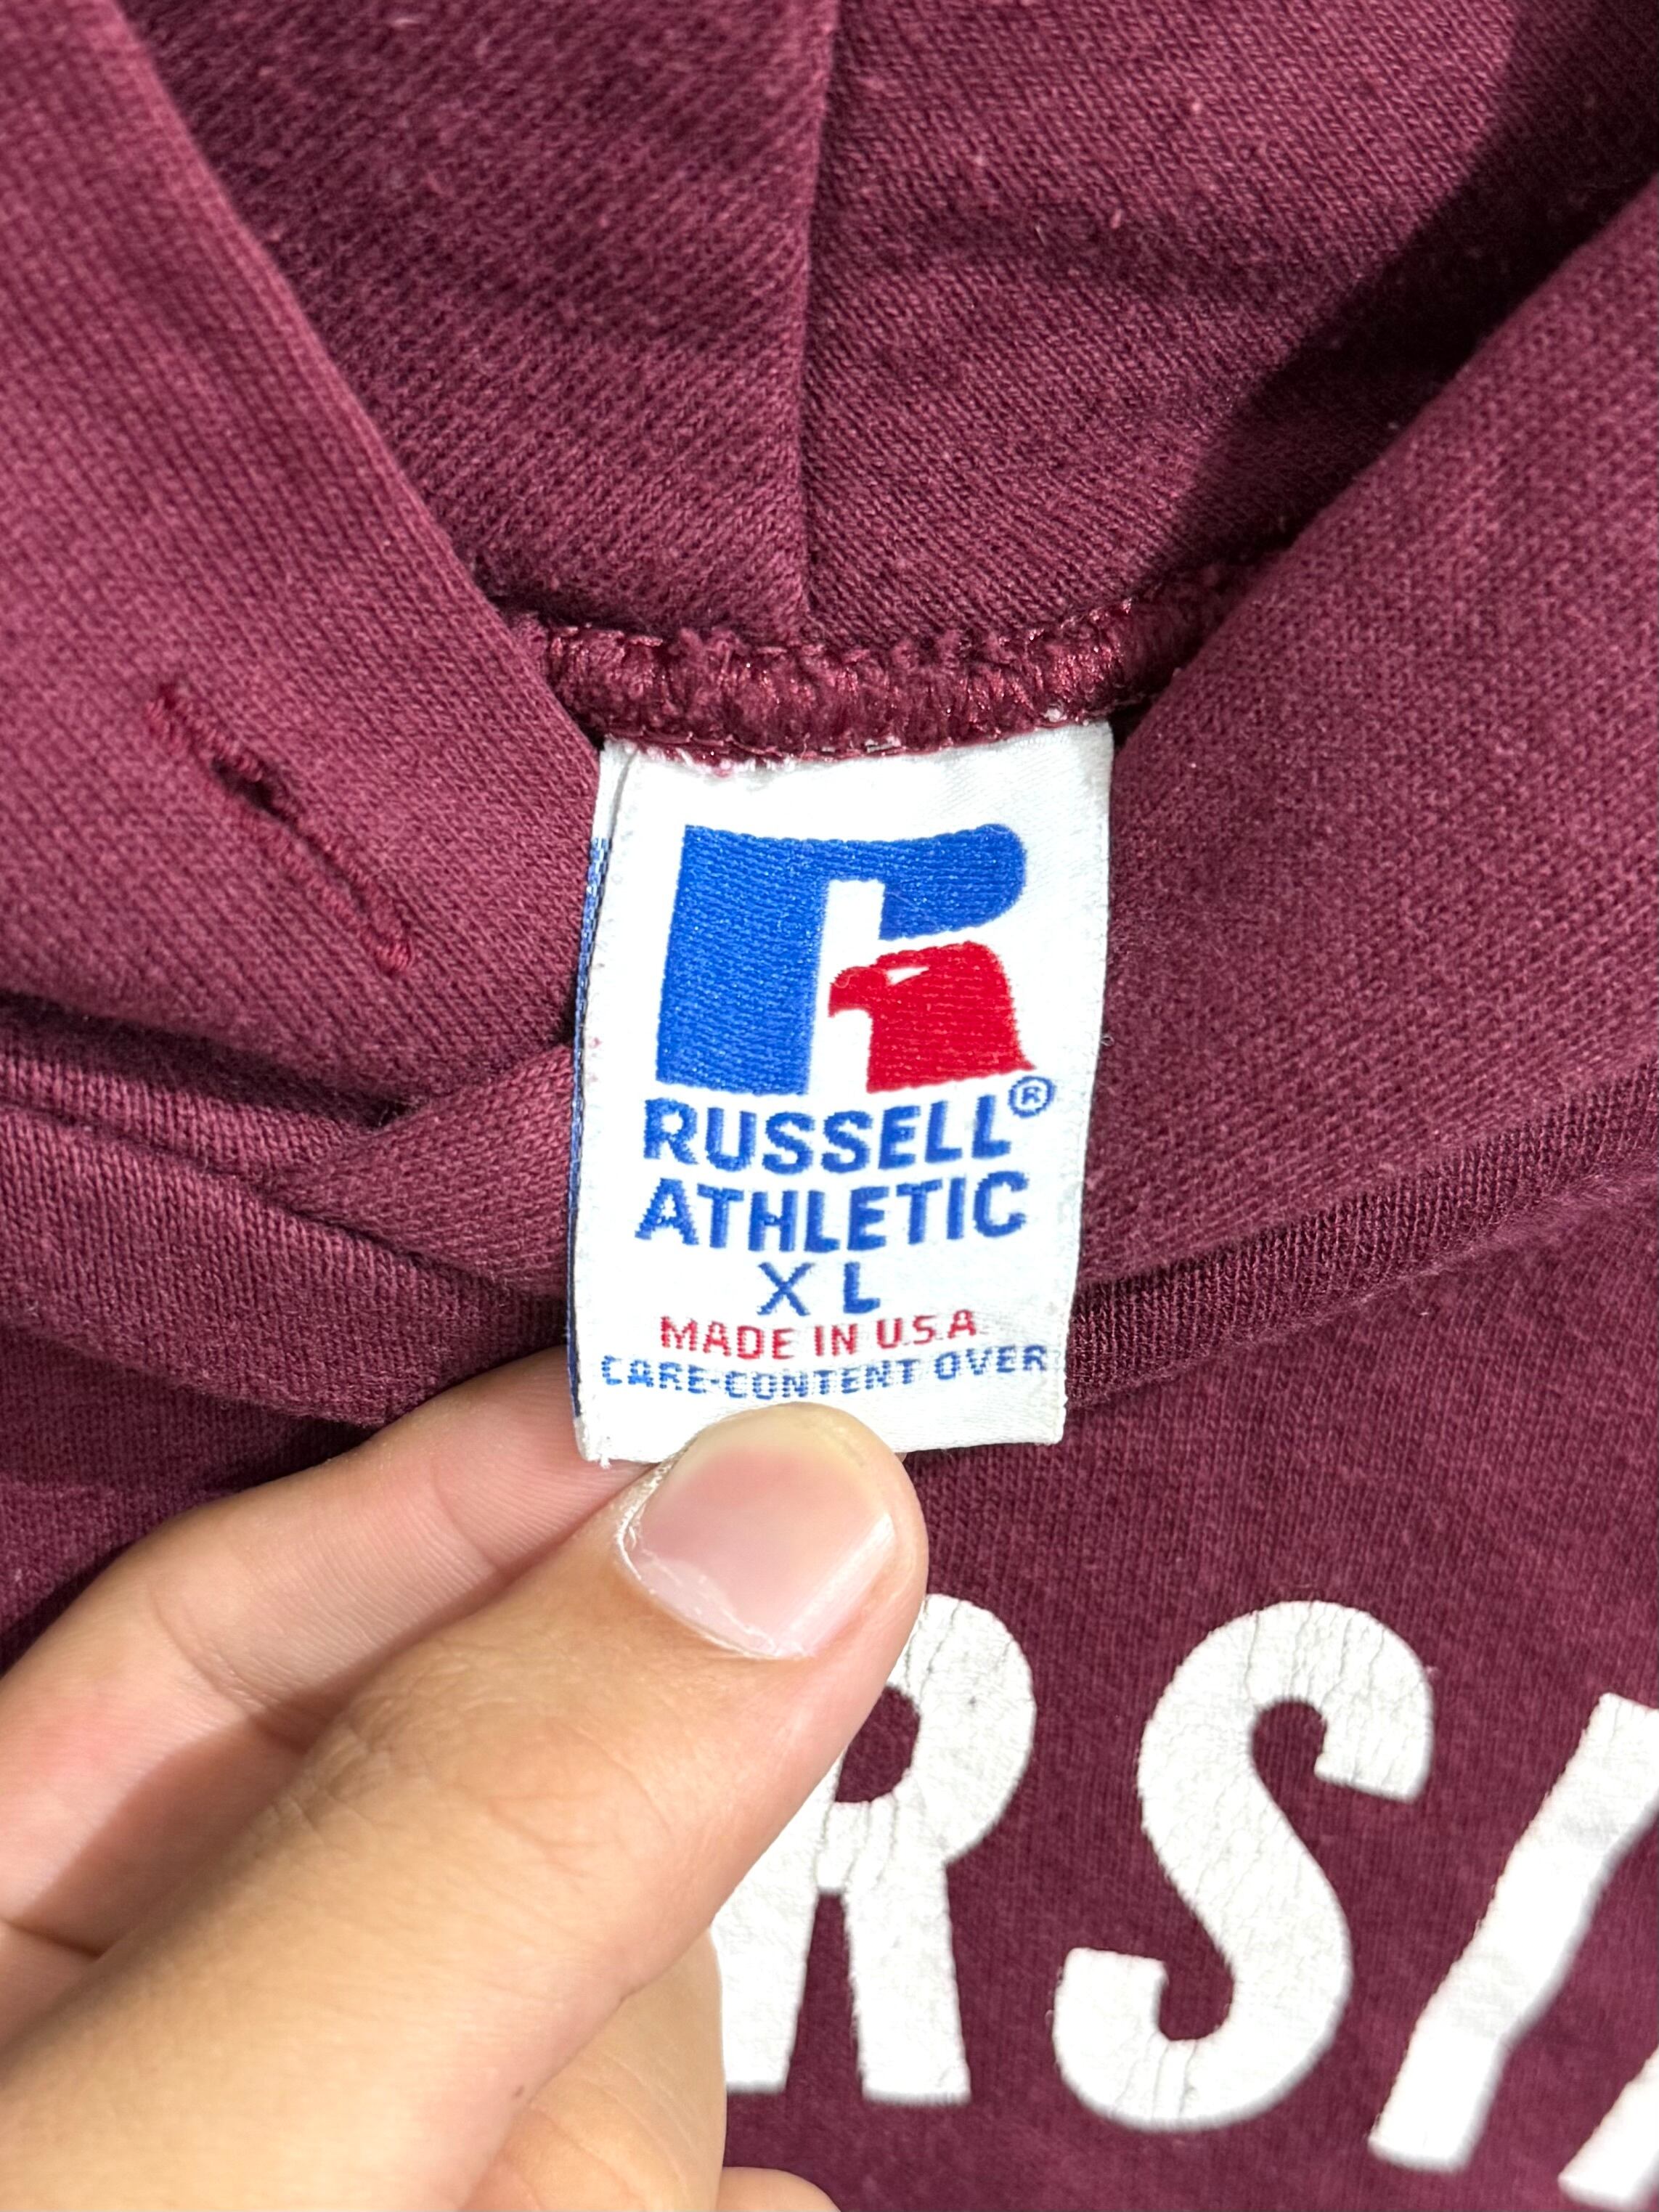 RUSSELL®
ATHLETIC
XL
MADE IN U.S.A.
CARE-CONTENT OVER
RSI